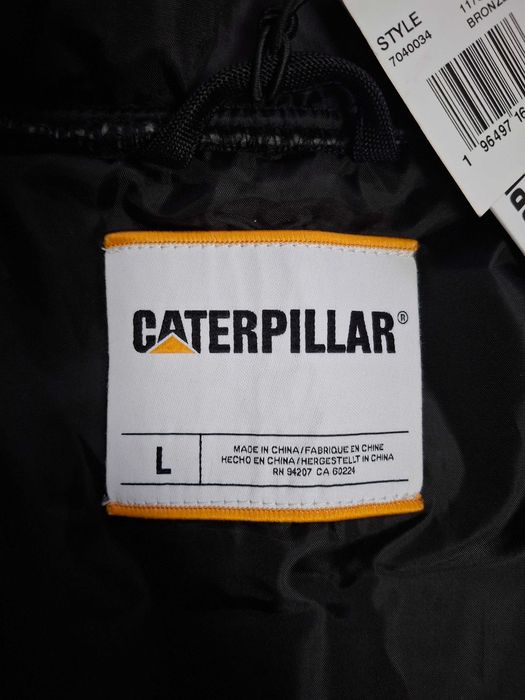 STYLE
7040034
1 96497 16
CATERPILLAR®
L
MADE IN CHINA/FABRIQUE EN CHINE
HECHO EN CHINA/HERGESTELLT IN CHINA
RN 94207 CA 60224